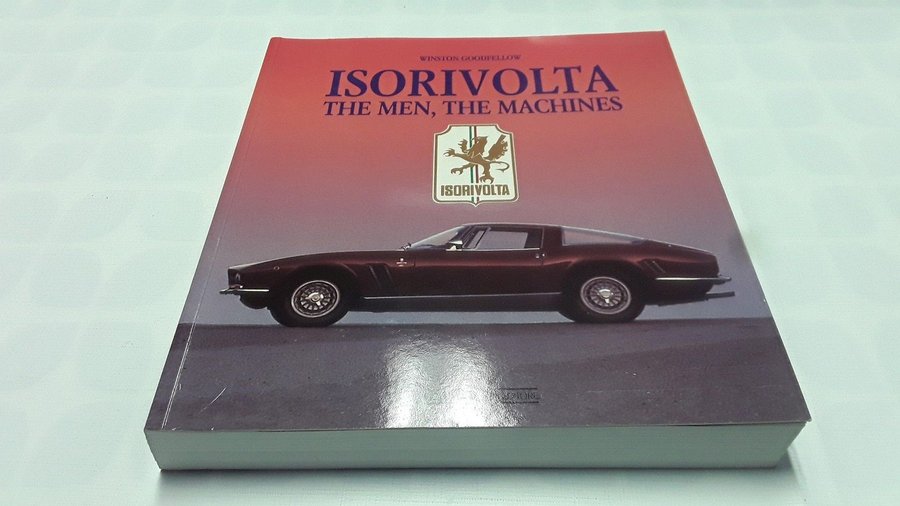 WINSTON GOODFELLOW
ISORIVOLTA
THE MEN, THE MACHINES
ISORIVOLTA